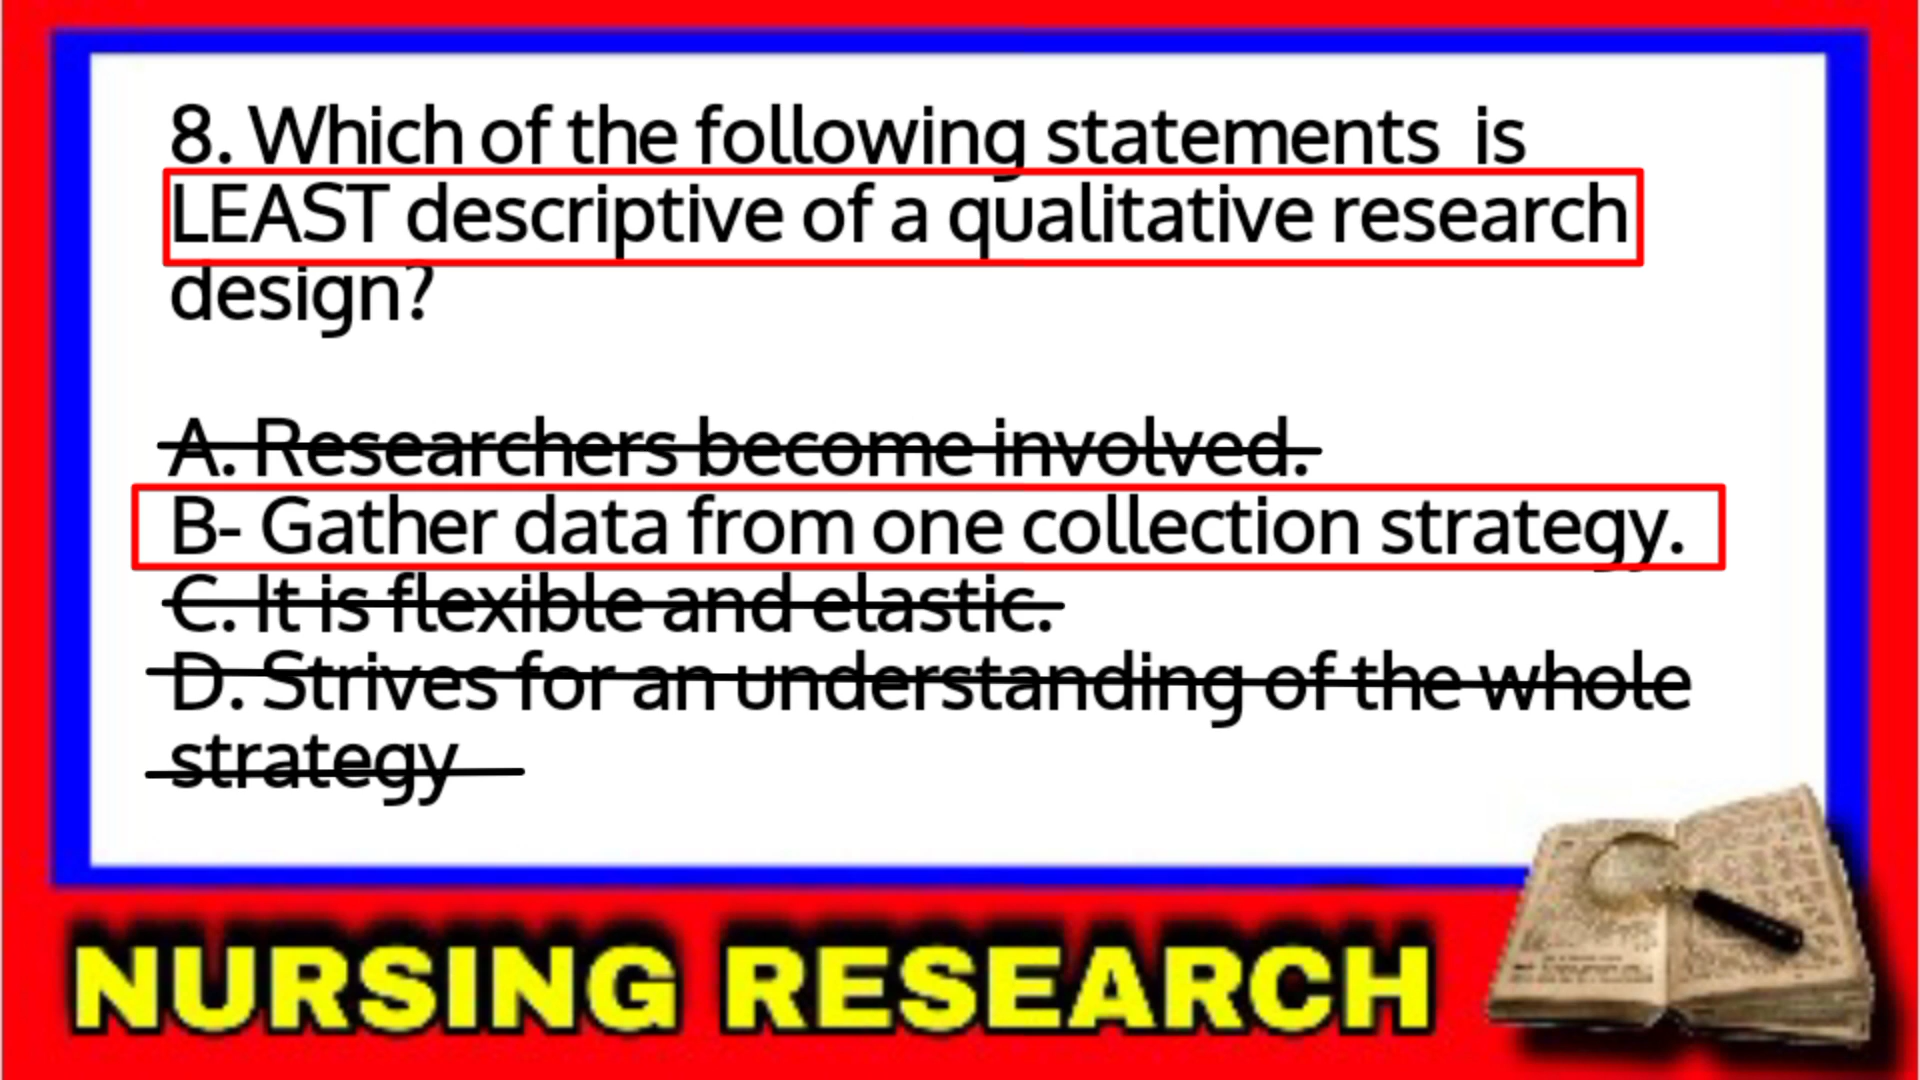 8. Which of the following statements is
LEAST descriptive of a qualitative research
design?
A. Researchers become involved.
B- Gather data from one collection strategy.
C. It is flexible and elastic.
D. Strives for an understanding of the whole
strategy
NURSING RESEARCH